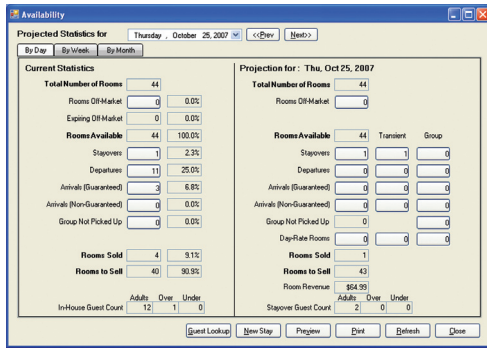 Availability
Projected Statistics for Thursday , October 25, 2007 <<Prev Next>>
By Day By Week By Month
Current Statistics
Total Number of Rooms 44
Rooms Off-Market 0 0.0%
Expiring Off-Market 0 0.0%
Rooms Available 44 100.0%
Stayovers 1 2.3%
Departures 11 25.0%
Arrivals (Guaranteed) 3 6.8%
Arrivals (Non-Guaranteed) 0 0.0%
Group Not Picked Up 0 0.0%
Rooms Sold 4 9.1%
Rooms to Sell 40 90.9%
Adults Over Under
In-House Guest Count 12 1 0
Projection for : Thu, Oct 25, 2007
Total Number of Rooms 44
Rooms Off-Market 0
Rooms Available 44 Transient Group
Stayovers 1 1 0
Departures 0 0 0
Arrivals (Guaranteed) 0 0 0
Arrivals (Non-Guaranteed) 0 0 0
Group Not Picked Up 0 0
Day-Rate Rooms 0 0 0
Rooms Sold 1
Rooms to Sell 43
Room Revenue $64.99
Adults Over Under
Stayover Guest Count 2 0 0
Guest Lookup New Stay Preview Print Refresh Close